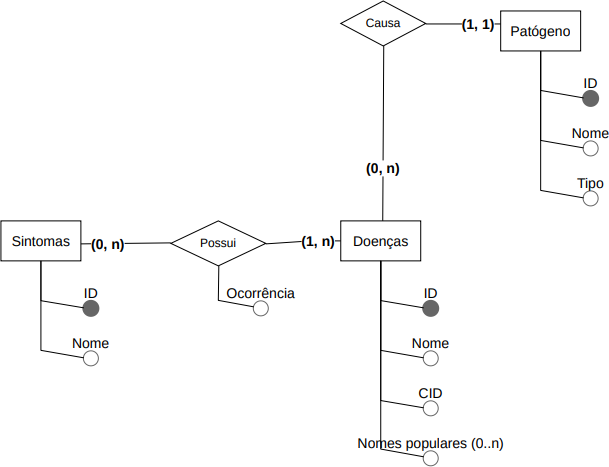 Causa
(1, 1)
Patógeno
ID
Nome
Tipo
(0, n)
Sintomas
(0, n)
Possui
(1, n)
Doenças
ID
Nome
Ocorrência
ID
Nome
CID
Nomes populares (0..n)